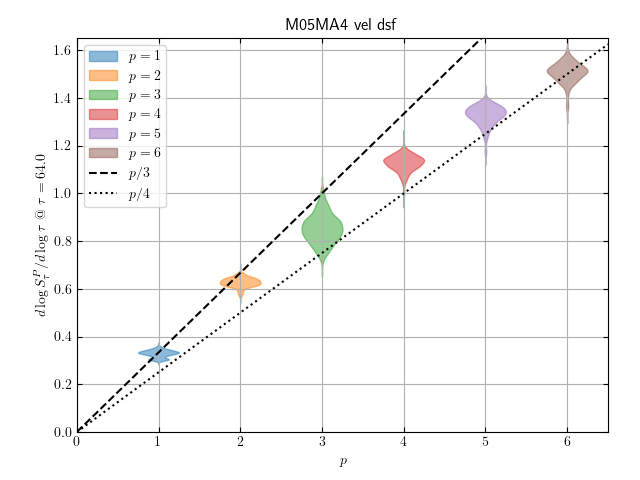 M05MA4 vel dsf
d log S_τ^P / d log τ @ τ = 64.0
1.6
1.4
1.2
1.0
0.8
0.6
0.4
0.2
0.0
p = 1
p = 2
p = 3
p = 4
p = 5
p = 6
p/3
p/4
0 1 2 3 4 5 6
p